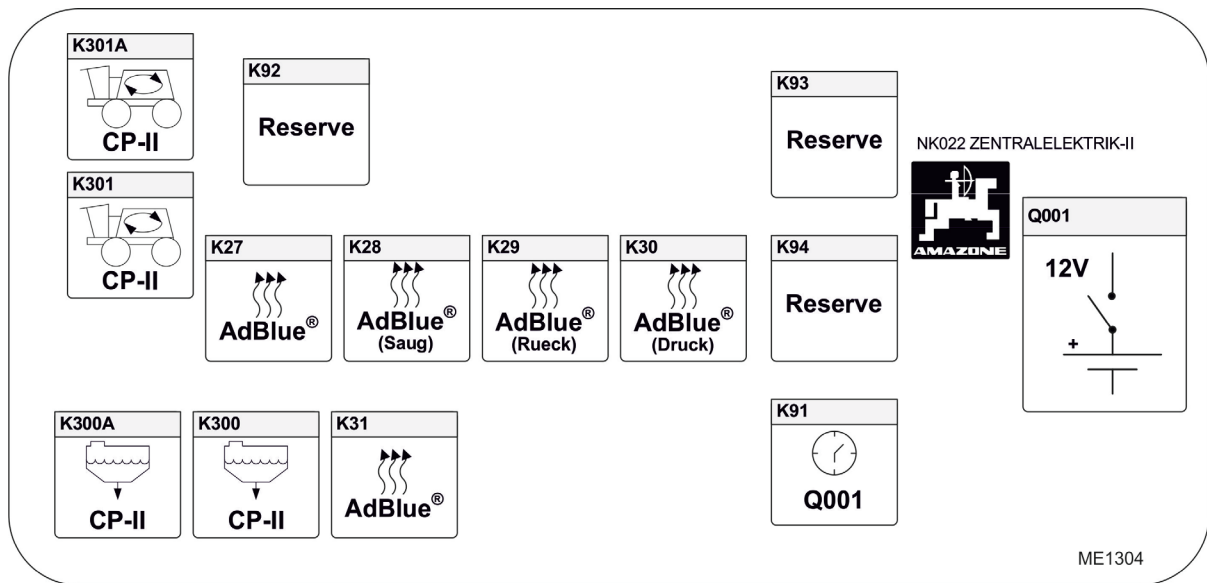 K301A
CP-II
K92
Reserve
K93
Reserve
NK022 ZENTRALELEKTRIK-II
AMAZONE
K301
CP-II
Q001
12V
+
K27
AdBlue®
K28
AdBlue®
(Saug)
K29
AdBlue®
(Rueck)
K30
AdBlue®
(Druck)
K94
Reserve
K300A
CP-II
K300
CP-II
K31
AdBlue®
K91
Q001
ME1304